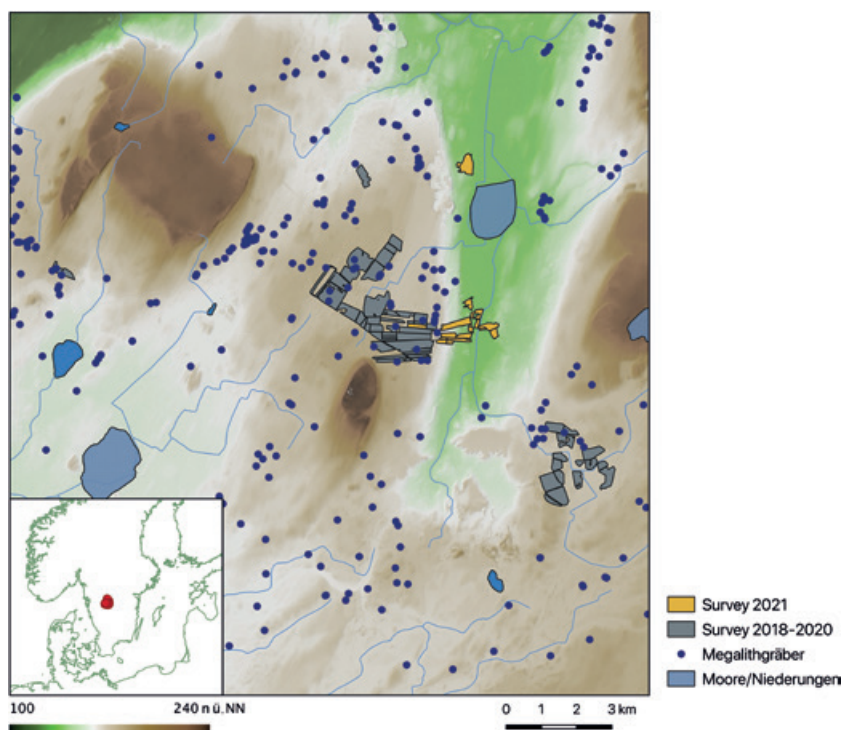 Survey 2021
Survey 2018-2020
Megalithgräber
Moore/Niederungen
100 240 n ü. NN
0 1 2 3 km